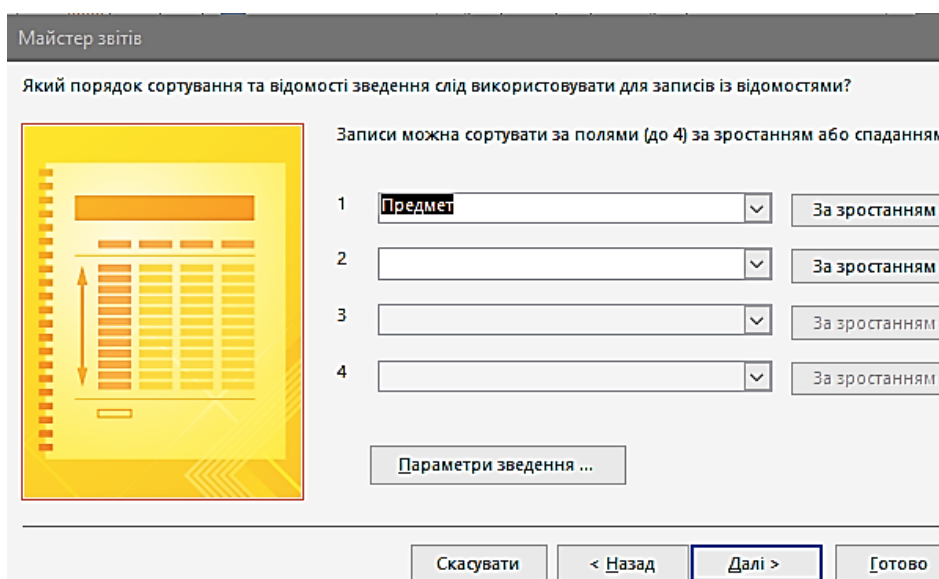 Майстер звітів
Який порядок сортування та відомості зведення слід використовувати для записів із відомостями?
Записи можна сортувати за полями (до 4) за зростанням або спаданням
1 Предмет За зростанням
2 За зростанням
3 За зростанням
4 За зростанням
Параметри зведення ...
Скасувати < Назад Далі > Готово